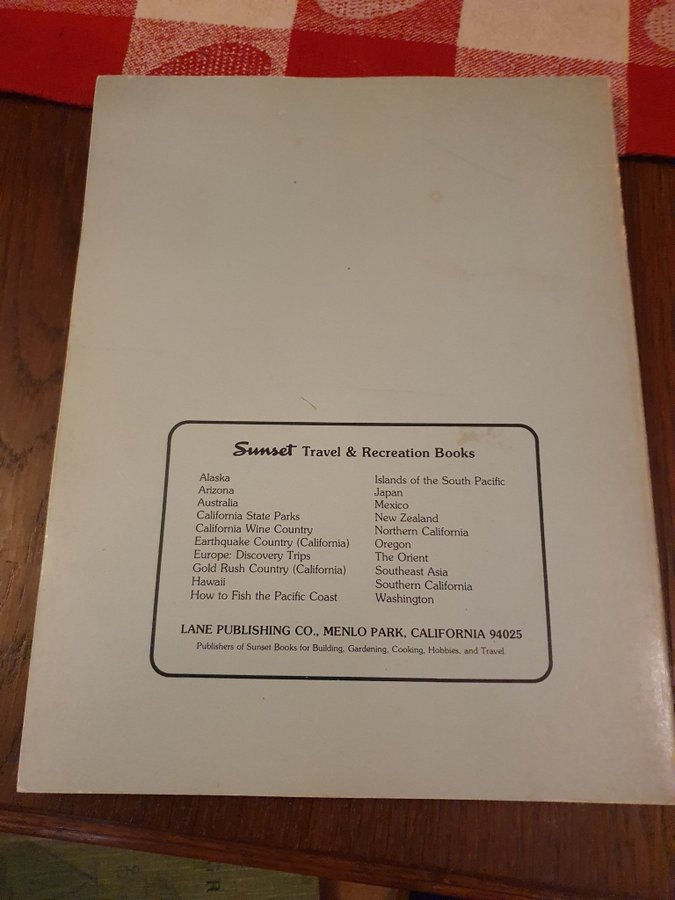 Sunset Travel & Recreation Books
Alaska
Arizona
Australia
California State Parks
California Wine Country
Earthquake Country (California)
Europe: Discovery Trips
Gold Rush Country (California)
Hawaii
How to Fish the Pacific Coast
Islands of the South Pacific
Japan
Mexico
New Zealand
Northern California
Oregon
The Orient
Southeast Asia
Southern California
Washington
LANE PUBLISHING CO., MENLO PARK, CALIFORNIA 94025
Publishers of Sunset Books for Building, Gardening, Cooking, Hobbies, and Travel.